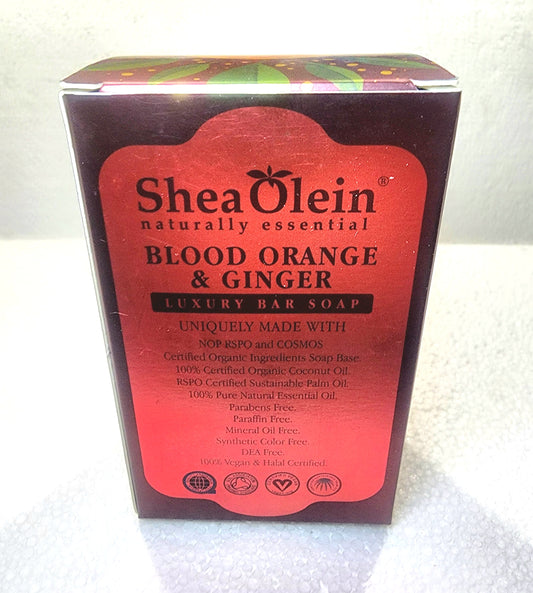 Shea Olein®
naturally essential
BLOOD ORANGE
& GINGER
LUXURY BAR SOAP
UNIQUELY MADE WITH
NOP RSPO and COSMOS
Certified Organic Ingredients Soap Base.
100% Certified Organic Coconut Oil.
RSPO Certified Sustainable Palm Oil.
100% Pure Natural Essential Oil.
Parabens Free.
Paraffin Free.
Mineral Oil Free.
Synthetic Color Free.
DEA Free.
100% Vegan & Halal Certified.